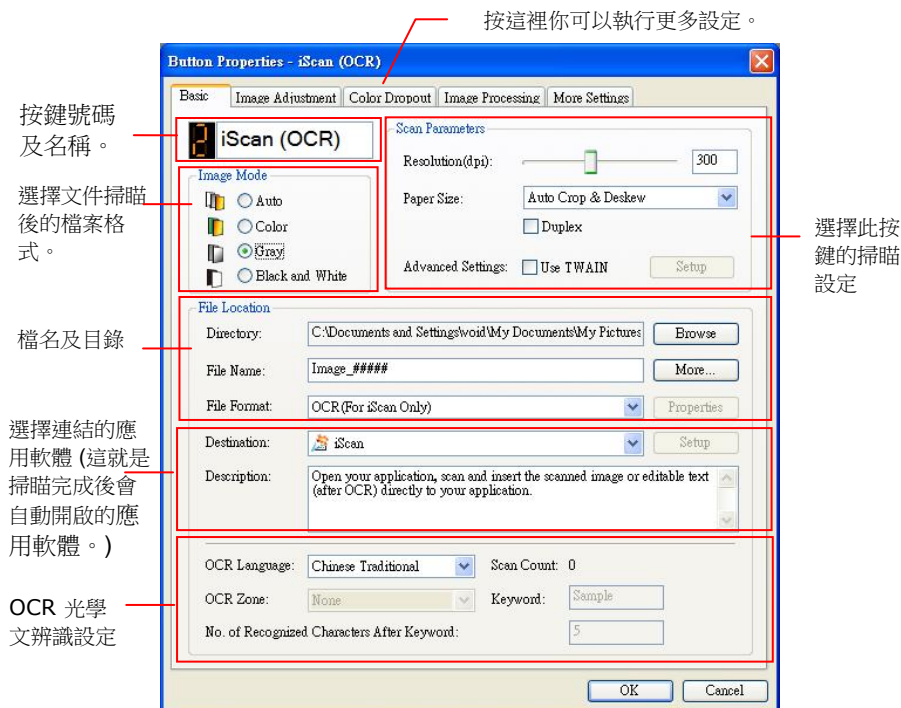 按這裡你可以執行更多設定。
Button Properties - iScan (OCR)
Basic Image Adjustment Color Dropout Image Processing More Settings
按鍵號碼
及名稱。
2 iScan (OCR)
選擇文件掃瞄
後的檔案格
式。
Image Mode
Auto
Color
Gray
Black and White
Scan Parameters
Resolution(dpi): 300
Paper Size: Auto Crop & Deskew
Duplex
Advanced Settings: Use TWAIN Setup
選擇此按
鍵的掃瞄
設定
檔名及目錄
File Location
Directory: C:\Documents and Settings\void\My Documents\My Pictures Browse
File Name: Image_##### More...
File Format: OCR(For iScan Only) Properties
選擇連結的應
用軟體 (這就是
掃瞄完成後會
自動開啟的應
用軟體。)
Destination: iScan Setup
Description: Open your application, scan and insert the scanned image or editable text
(after OCR) directly to your application.
OCR 光學
文辨識設定
OCR Language: Chinese Traditional Scan Count: 0
OCR Zone: None Keyword: Sample
No. of Recognized Characters After Keyword: 5
OK Cancel